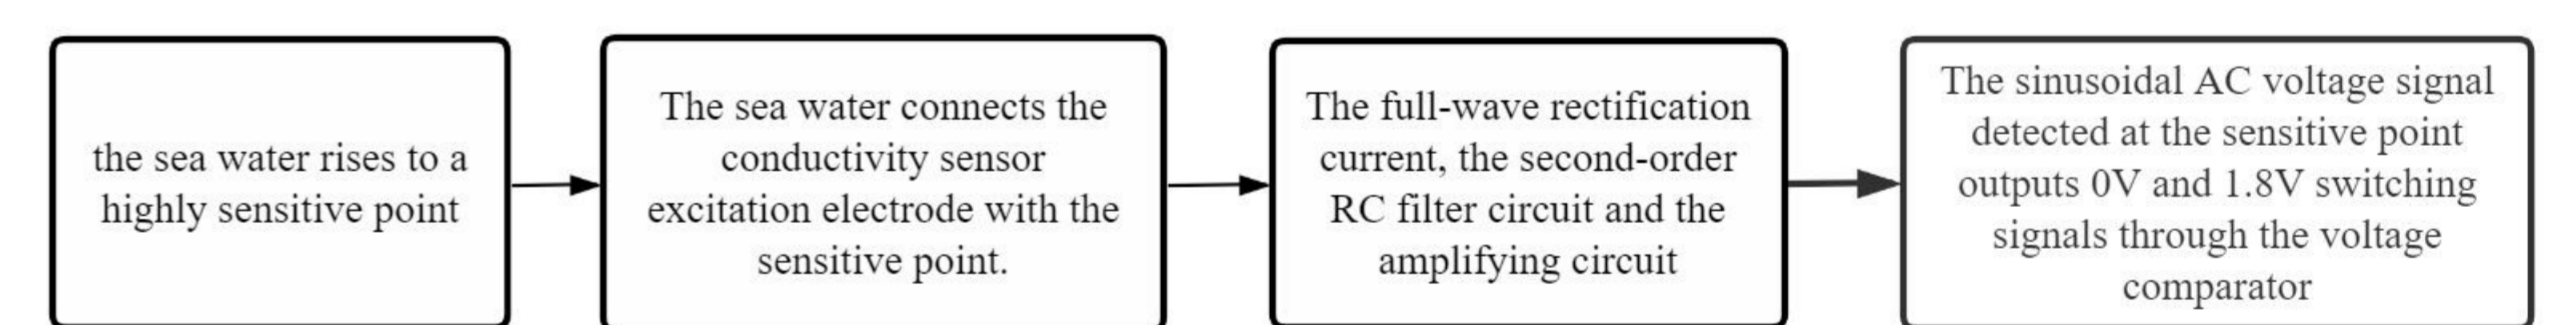 the sea water rises to a
highly sensitive point
The sea water connects the
conductivity sensor
excitation electrode with the
sensitive point.
The full-wave rectification
current, the second-order
RC filter circuit and the
amplifying circuit
The sinusoidal AC voltage signal
detected at the sensitive point
outputs 0V and 1.8V switching
signals through the voltage
comparator